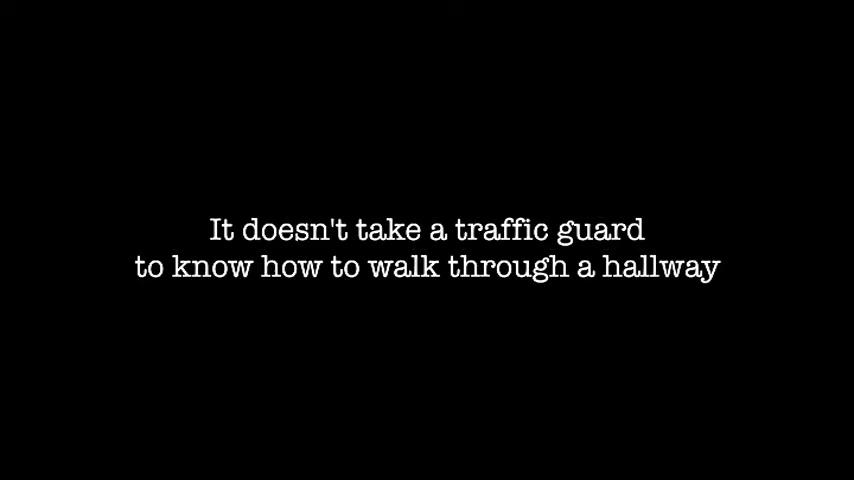 It doesn't take a traffic guard
to know how to walk through a hallway